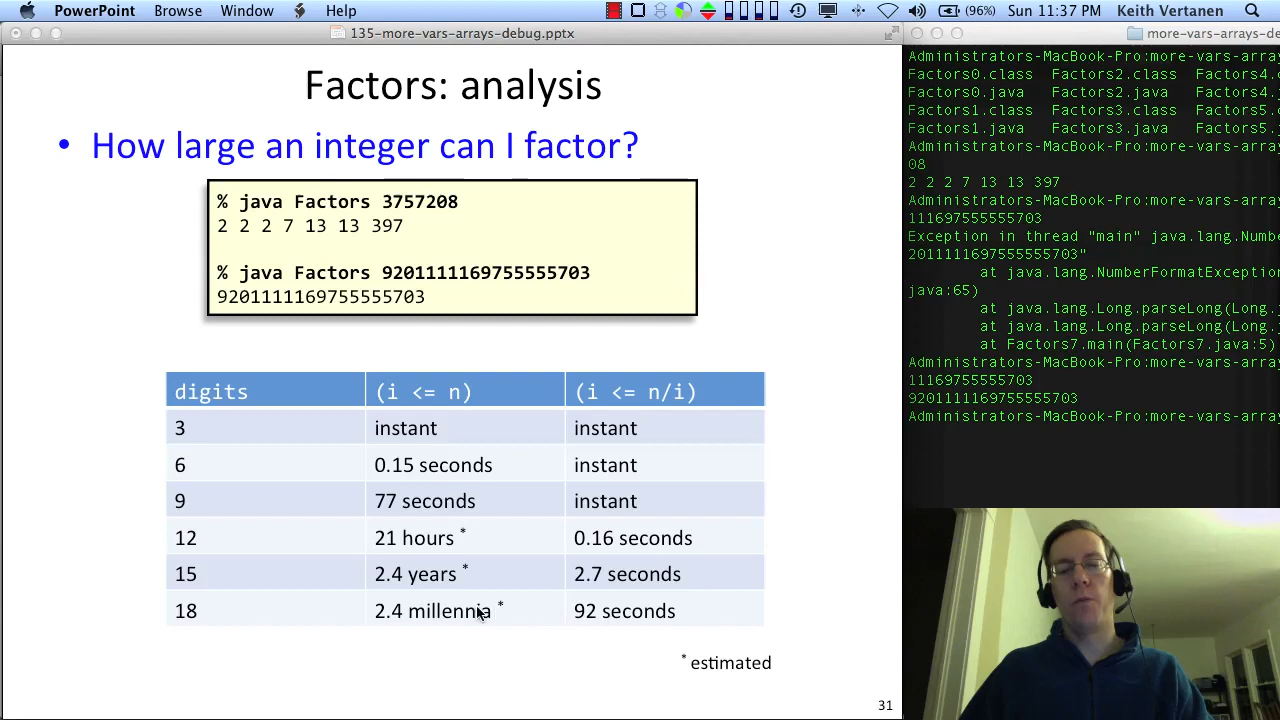 PowerPoint Browse Window Help (96%) Sun 11:37 PM Keith Vertanen
135-more-vars-arrays-debug.pptx
Factors: analysis
• How large an integer can I factor?
% java Factors 3757208
2 2 2 7 13 13 397
% java Factors 9201111169755555703
9201111169755555703
digits (i <= n) (i <= n/i)
3 instant instant
6 0.15 seconds instant
9 77 seconds instant
12 21 hours * 0.16 seconds
15 2.4 years * 2.7 seconds
18 2.4 millennia * 92 seconds
* estimated
31
more-vars-arrays-de
Administrators-MacBook-Pro:more-vars-array
Factors0.class Factors2.class Factors4.
Factors0.java Factors2.java Factors4.j
Factors1.class Factors3.class Factors5.
Factors1.java Factors3.java Factors5.
Administrators-MacBook-Pro:more-vars-array
08
2 2 2 7 13 13 397
Administrators-MacBook-Pro:more-vars-array
111697555555703
Exception in thread "main" java.lang.Numbe
2011111697555555703"
at java.lang.NumberFormatException
java:65)
at java.lang.Long.parseLong(Long.j
at java.lang.Long.parseLong(Long.
at Factors7.main(Factors7.java:5)
Administrators-MacBook-Pro:more-vars-array
11169755555703
920111169755555703
Administrators-MacBook-Pro:more-vars-array